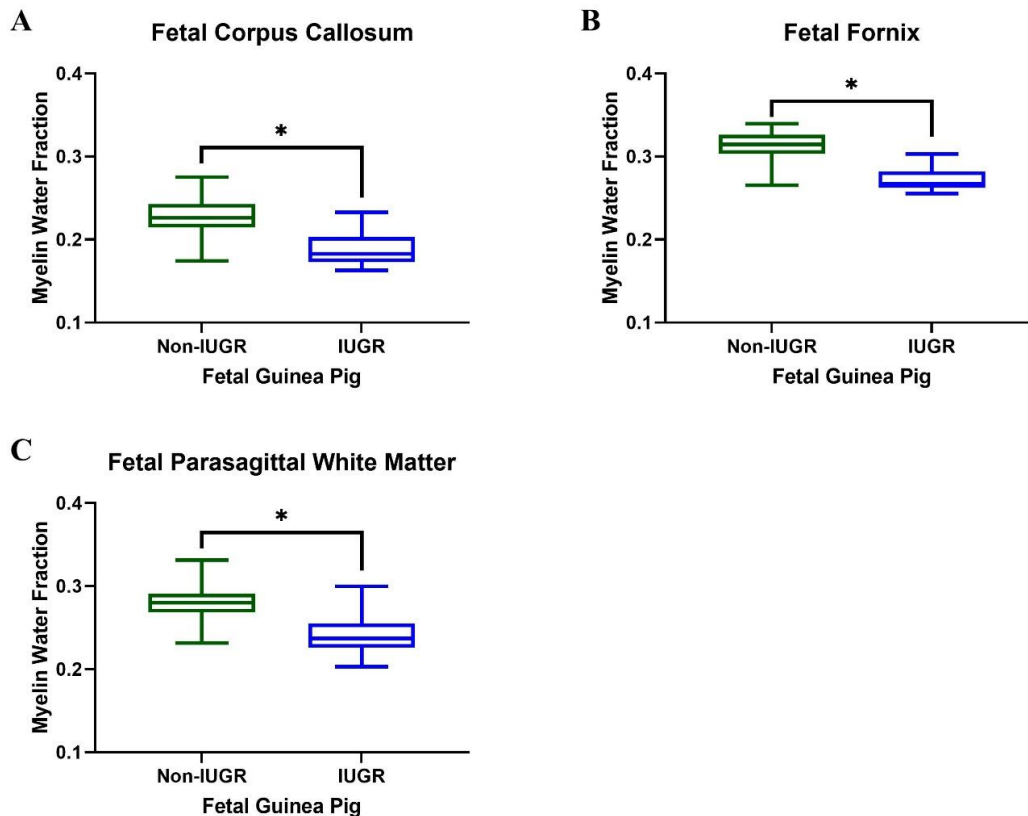 A
Fetal Corpus Callosum
Myelin Water Fraction
0.4
0.3
0.2
0.1
*
Non-IUGR
IUGR
Fetal Guinea Pig
B
Fetal Fornix
Myelin Water Fraction
0.4
0.3
0.2
0.1
*
Non-IUGR
IUGR
Fetal Guinea Pig
C
Fetal Parasagittal White Matter
Myelin Water Fraction
0.4
0.3
0.2
0.1
*
Non-IUGR
IUGR
Fetal Guinea Pig